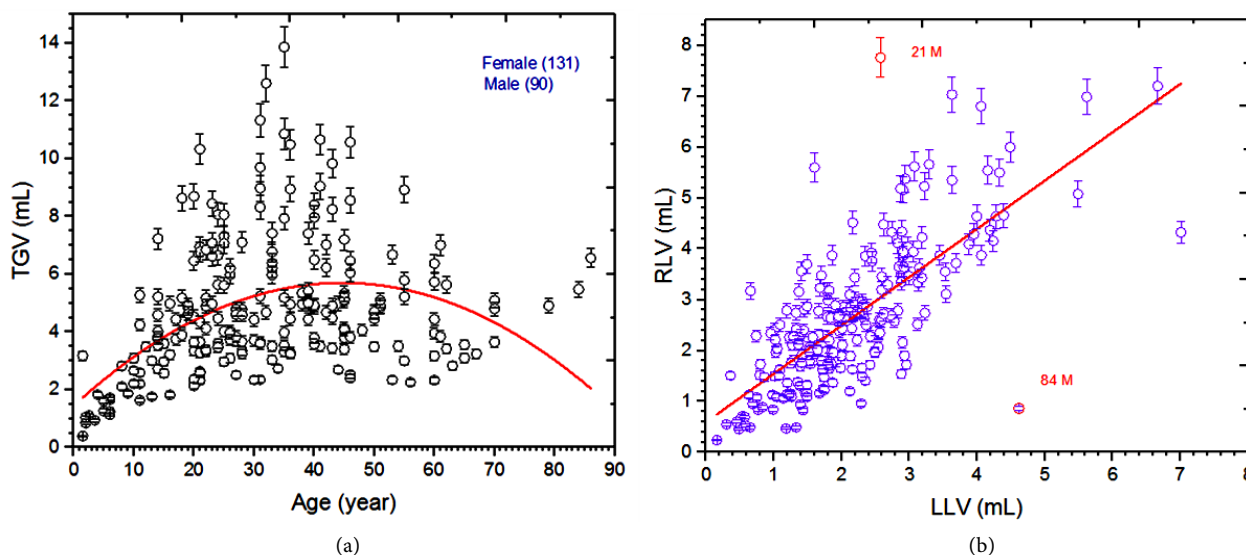 14
12
10
8
6
4
2
0
TGV (mL)
Female (131)
Male (90)
0 10 20 30 40 50 60 70 80 90
Age (year)
(a)
8
7
6
5
4
3
2
1
0
RLV (mL)
21 M
84 M
0 1 2 3 4 5 6 7 8
LLV (mL)
(b)